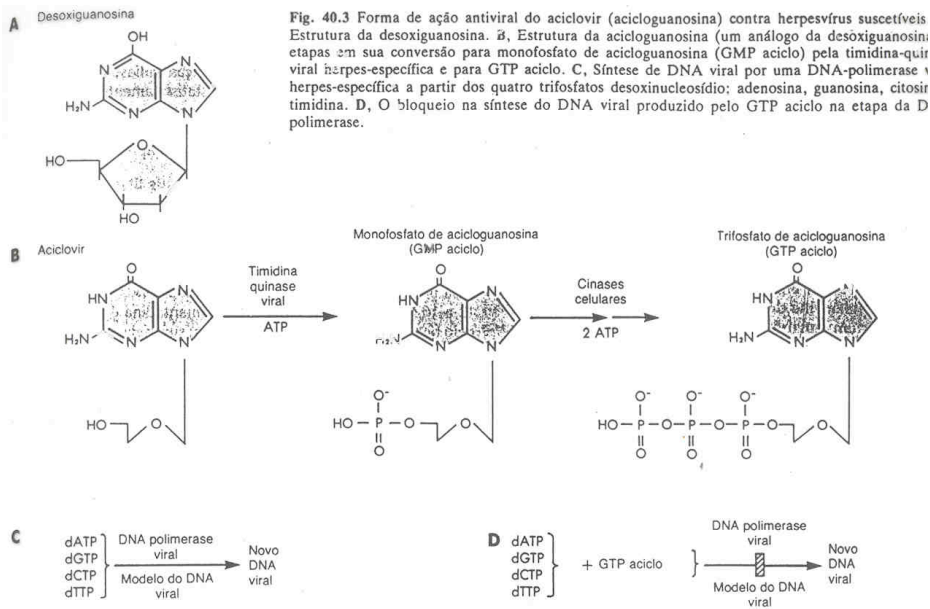 Fig. 40.3 Forma de ação antiviral do aciclovir (acicloguanosina) contra herpesvírus suscetíveis
Estrutura da desoxiguanosina. B, Estrutura da acicloguanosina (um análogo da desoxiguanosina
etapas em sua conversão para monofosfato de acicloguanosina (GMP aciclo) pela timidina-quin
viral herpes-específica e para GTP aciclo. C, Síntese de DNA viral por uma DNA-polimerase v
herpes-específica a partir dos quatro trifosfatos desoxinucleosídio; adenosina, guanosina, citosin
timidina. D, O bloqueio na síntese do DNA viral produzido pelo GTP aciclo na etapa da D
polimerase.
A Desoxiguanosina
OH
N N
H₂N N N
HO O
HO
B Aciclovir
O
HN N
H₂N N N
HO O
Timidina
quinase
viral
ATP
Monofosfato de acicloguanosina
(GMP aciclo)
O
HN N
H₂N N N
O⁻
HO P O O
O
Cinases
celulares
2 ATP
Trifosfato de acicloguanosina
(GTP aciclo)
O
HN N
H₂N N N
O⁻ O⁻ O⁻
HO P O P O P O O
O O O
C
dATP
dGTP
dCTP
dTTP
DNA polimerase
viral
Modelo do DNA
viral
Novo
DNA
viral
D
dATP
dGTP
dCTP
dTTP
+ GTP aciclo
DNA polimerase
viral
Modelo do DNA
viral
Novo
DNA
viral